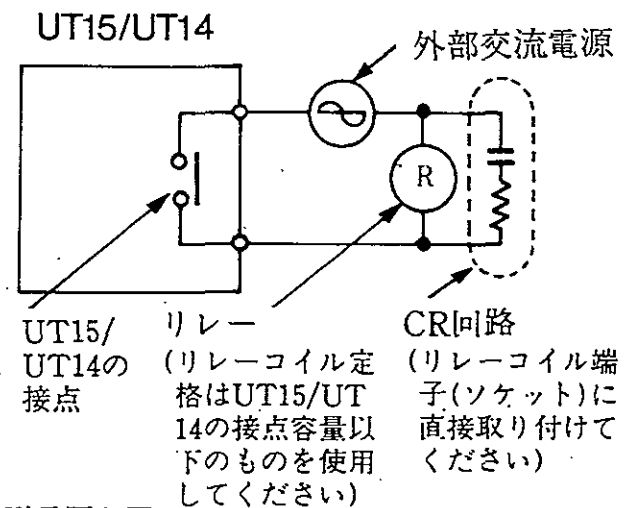 UT15/UT14
外部交流電源
R
UT15/
UT14の
接点
リレー
(リレーコイル定
格はUT15/UT
14の接点容量以
下のものを使用
してください)
CR回路
(リレーコイル端
子(ソケット)に
直接取り付けて
ください)